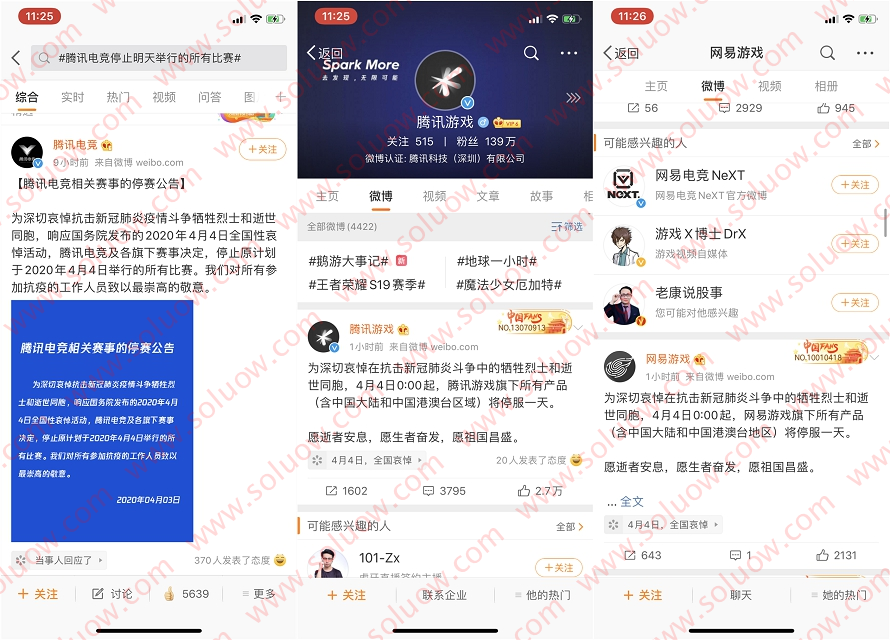 11:25
#腾讯电竞停止明天举行的所有比赛#
综合 实时 热门 视频 问答 图
腾讯电竞
9小时前 来自微博 weibo.com
+关注
【腾讯电竞相关赛事的停赛公告】
为深切哀悼抗击新冠肺炎疫情斗争牺牲烈士和逝世
同胞，响应国务院发布的2020年4月4日全国性哀
悼活动，腾讯电竞及各旗下赛事决定，停止原计划
于2020年4月4日举行的所有比赛。我们对所有参
加抗疫的工作人员致以最崇高的敬意。
腾讯电竞相关赛事的停赛公告
为深切哀悼抗击新冠肺炎疫情斗争牺牲烈
士和逝世同胞，响应国务院发布的2020年4月
4日全国性哀悼活动，腾讯电竞及各旗下赛事
决定，停止原计划于2020年4月4日举行的所
有比赛。我们对所有参加抗疫的工作人员致以
最崇高的敬意。
2020年04月03日
当事人回应了
370人发表了态度
+ 关注 讨论 5639 更多
11:25
返回
Spark More
去发现，无限可能
腾讯游戏 VIP 6
关注 515 | 粉丝 139万
微博认证：腾讯科技（深圳）有限公司
主页 微博 视频 文章 故事 相
全部微博(4422) 筛选
#鹅游大事记# 新 #地球一小时#
#王者荣耀S19赛季# #魔法少女厄加特#
腾讯游戏
1小时前 来自微博 weibo.com
中国FANS
NO.13070913
为深切哀悼在抗击新冠肺炎斗争中的牺牲烈士和逝
世同胞，4月4日0:00起，腾讯游戏旗下所有产品
（含中国大陆和中国港澳台区域）将停服一天。
愿逝者安息，愿生者奋发，愿祖国昌盛。
4月4日，全国哀悼
20人发表了态度
1602 3795 2.7万
可能感兴趣的人 全部
101-Zx
虎牙直播签约主播
+关注
+ 关注 联系企业 他的热门
11:26
返回 网易游戏
主页 微博 视频 相册
56 2929 945
可能感兴趣的人 全部
网易电竞 NeXT
网易电竞NeXT官方微博
+关注
游戏X博士DrX
游戏视频自媒体
+关注
老康说股事
您可能对他感兴趣
+关注
网易游戏
1小时前 来自微博 weibo.com
中国FANS
NO.10010418
为深切哀悼在抗击新冠肺炎斗争中的牺牲烈士和逝
世同胞，4月4日0:00起，网易游戏旗下所有产品
（含中国大陆和中国港澳台地区）将停服一天。
愿逝者安息，愿生者奋发，愿祖国昌盛。
... 全文
4月4日，全国哀悼
643 1 2131
+ 关注 聊天 她的热门
www.soluow.com